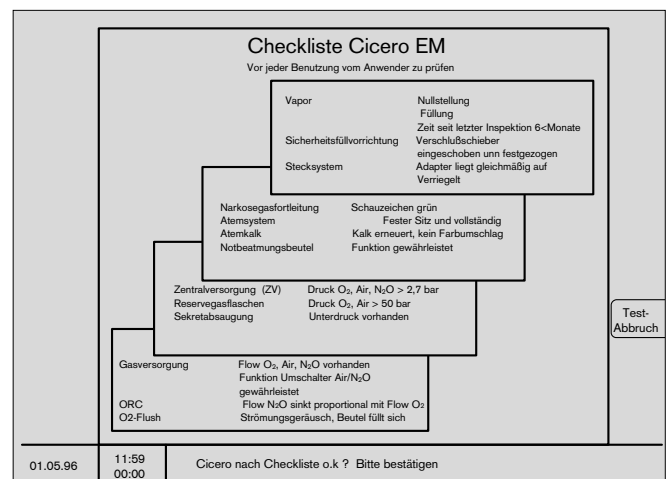 Checkliste Cicero EM
Vor jeder Benutzung vom Anwender zu prüfen
Vapor Nullstellung
Füllung
Zeit seit letzter Inspektion 6<Monate
Sicherheitsfüllvorrichtung Verschlußschieber
eingeschoben unn festgezogen
Stecksystem Adapter liegt gleichmäßig auf
Verriegelt
Narkosegasfortleitung Schauzeichen grün
Atemsystem Fester Sitz und vollständig
Atemkalk Kalk erneuert, kein Farbumschlag
Notbeatmungsbeutel Funktion gewährleistet
Zentralversorgung (ZV) Druck O₂, Air, N₂O > 2,7 bar
Reservegasflaschen Druck O₂, Air > 50 bar
Sekretabsaugung Unterdruck vorhanden
Gasversorgung Flow O₂, Air, N₂O vorhanden
Funktion Umschalter Air/N₂O
gewährleistet
ORC Flow N₂O sinkt proportional mit Flow O₂
O2-Flush Strömungsgeräusch, Beutel füllt sich
Test-
Abbruch
01.05.96
11:59
00:00
Cicero nach Checkliste o.k ? Bitte bestätigen